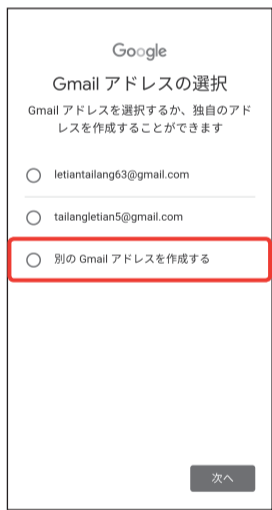 Google
Gmail アドレスの選択
Gmail アドレスを選択するか、独自のアド
レスを作成することができます
letiantailang63@gmail.com
tailangletian5@gmail.com
別の Gmail アドレスを作成する
次へ